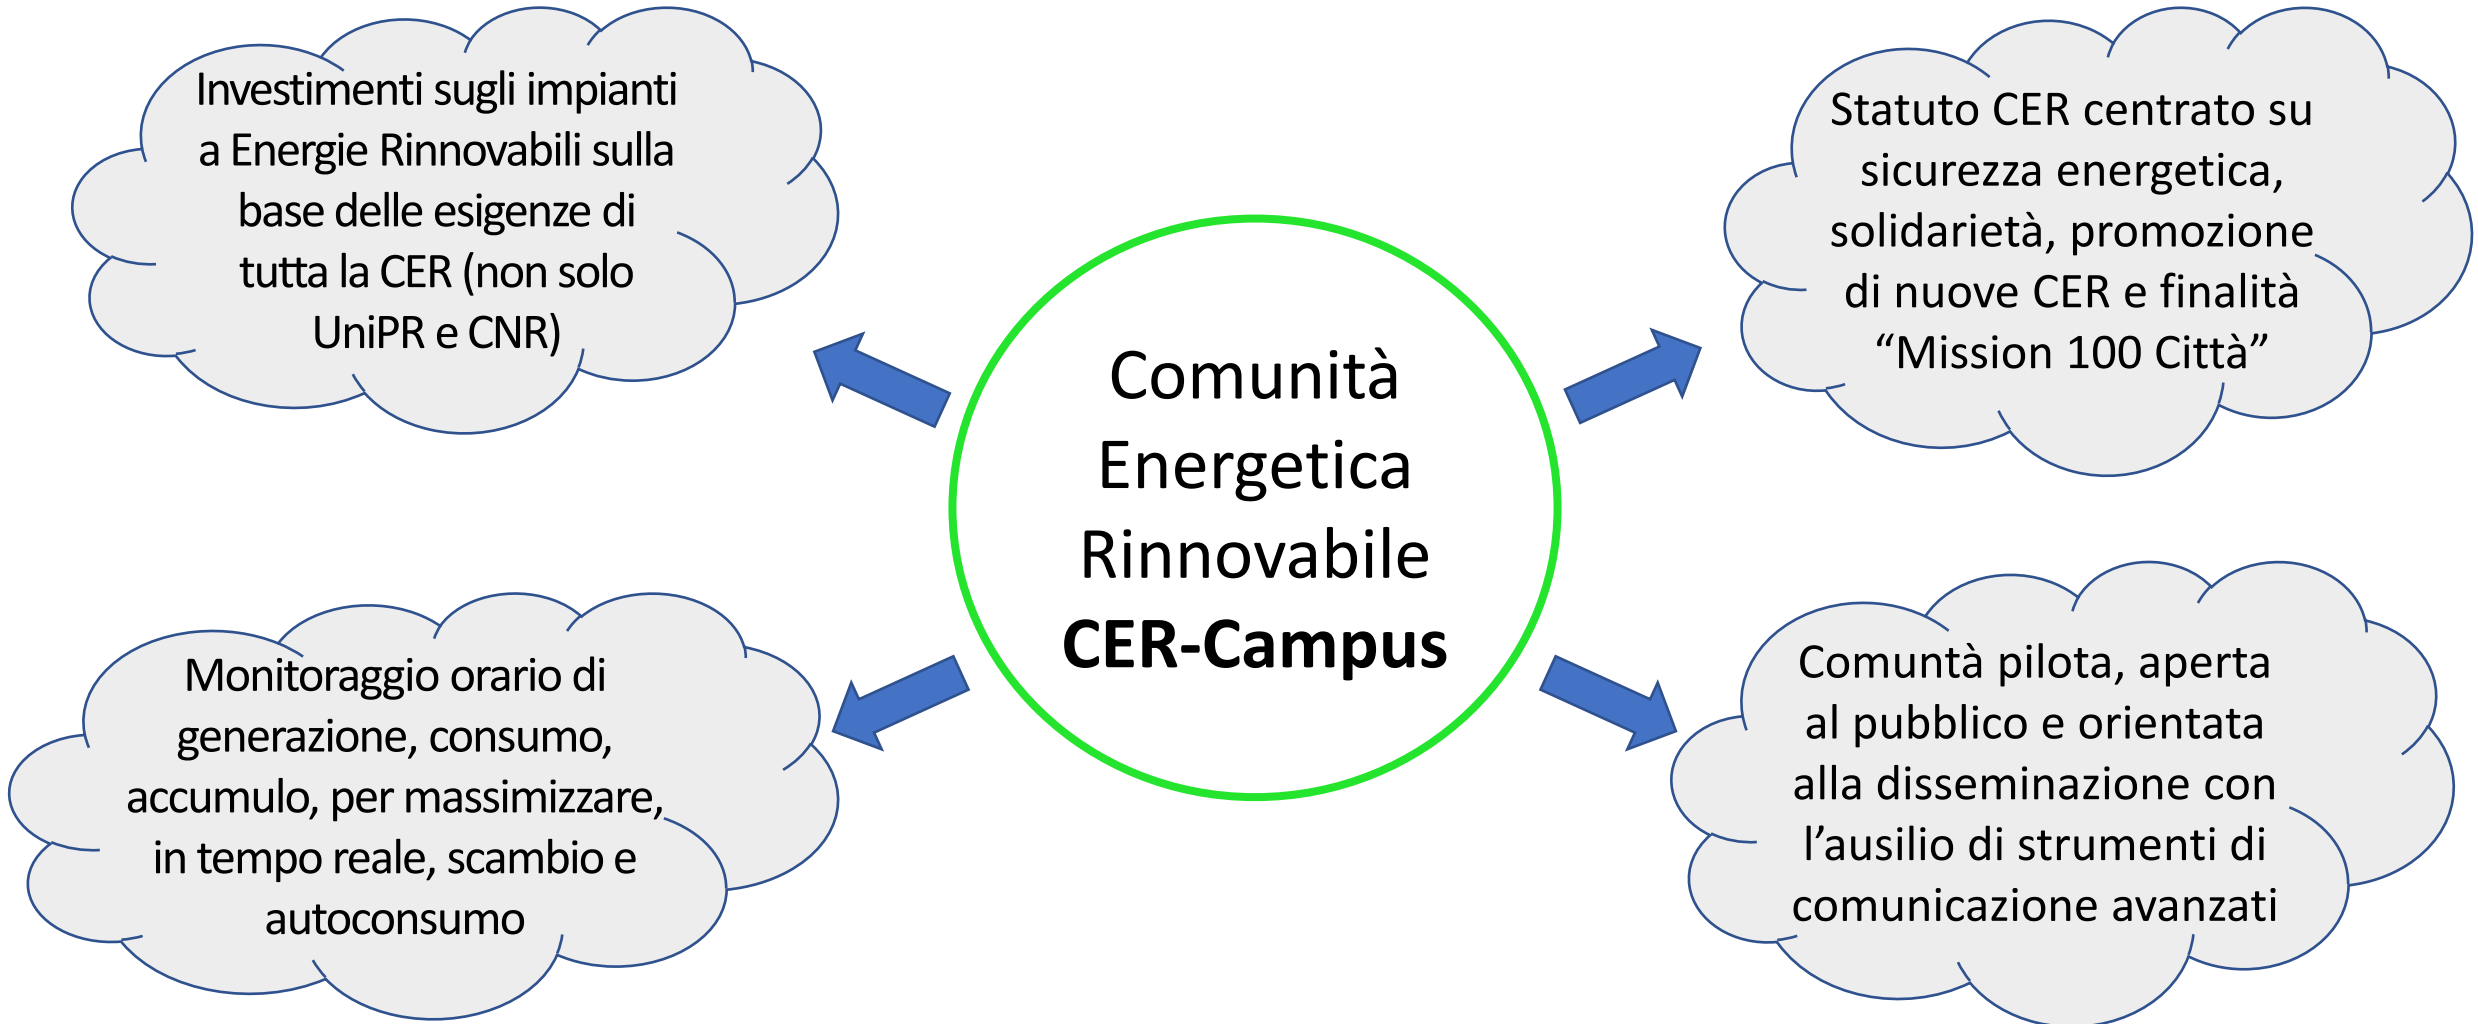 Investimenti sugli impianti
a Energie Rinnovabili sulla
base delle esigenze di
tutta la CER (non solo
UniPR e CNR)
Statuto CER centrato su
sicurezza energetica,
solidarietà, promozione
di nuove CER e finalità
“Mission 100 Città”
Comunità
Energetica
Rinnovabile
CER-Campus
Monitoraggio orario di
generazione, consumo,
accumulo, per massimizzare,
in tempo reale, scambio e
autoconsumo
Comuntà pilota, aperta
al pubblico e orientata
alla disseminazione con
l’ausilio di strumenti di
comunicazione avanzati